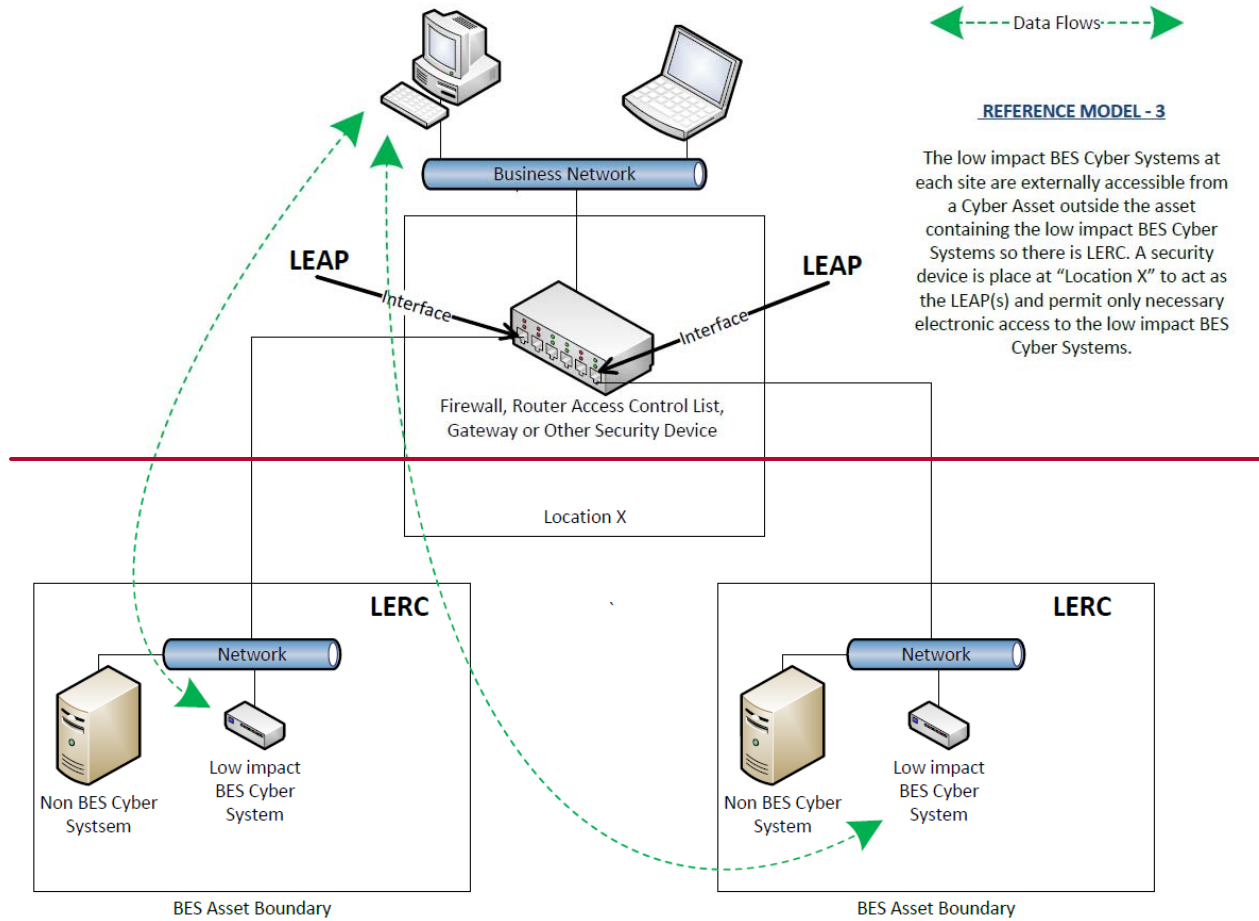 Data Flows
REFERENCE MODEL - 3
The low impact BES Cyber Systems at
each site are externally accessible from
a Cyber Asset outside the asset
containing the low impact BES Cyber
Systems so there is LERC. A security
device is place at “Location X” to act as
the LEAP(s) and permit only necessary
electronic access to the low impact BES
Cyber Systems.
Business Network
LEAP
Interface
LEAP
Interface
Firewall, Router Access Control List,
Gateway or Other Security Device
Location X
LERC
Network
Non BES Cyber
Systsem
Low impact
BES Cyber
System
BES Asset Boundary
LERC
Network
Non BES Cyber
System
Low impact
BES Cyber
System
BES Asset Boundary